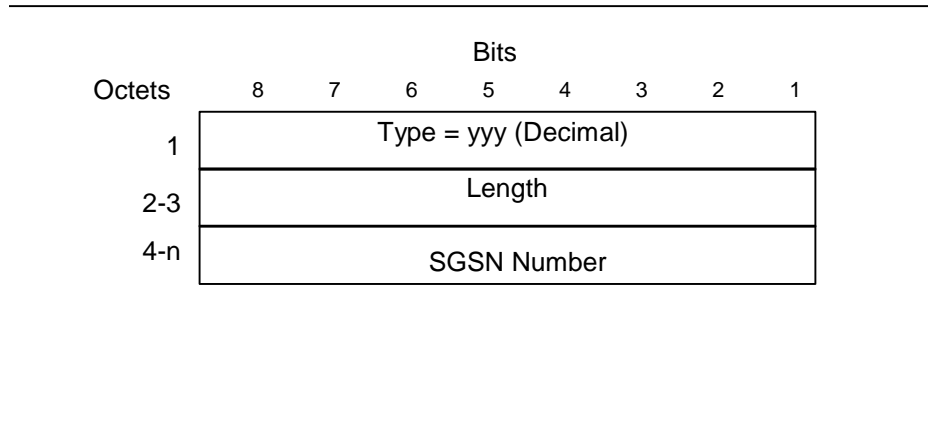 Bits
Octets 8 7 6 5 4 3 2 1
1 Type = yyy (Decimal)
2-3 Length
4-n SGSN Number